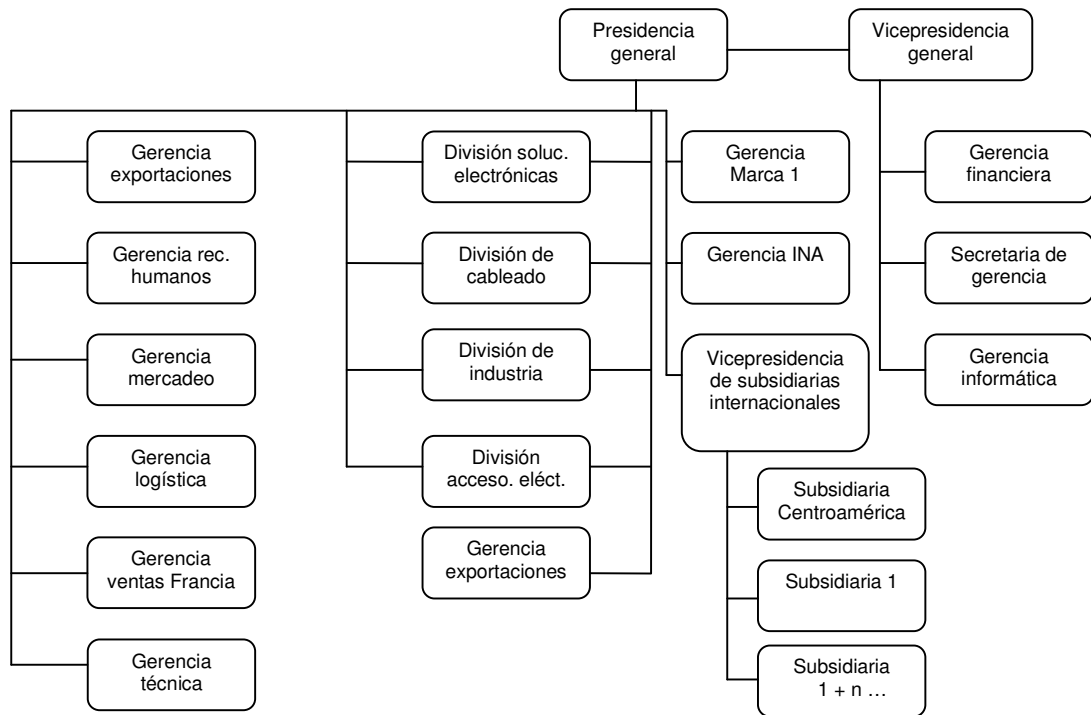 Presidencia
general
Vicepresidencia
general
Gerencia
exportaciones
Gerencia rec.
humanos
Gerencia
mercadeo
Gerencia
logística
Gerencia
ventas Francia
Gerencia
técnica
División soluc.
electrónicas
División de
cableado
División de
industria
División
acceso. eléct.
Gerencia
exportaciones
Gerencia
Marca 1
Gerencia INA
Vicepresidencia
de subsidiarias
internacionales
Subsidiaria
Centroamérica
Subsidiaria 1
Subsidiaria
1 + n …
Gerencia
financiera
Secretaria de
gerencia
Gerencia
informática